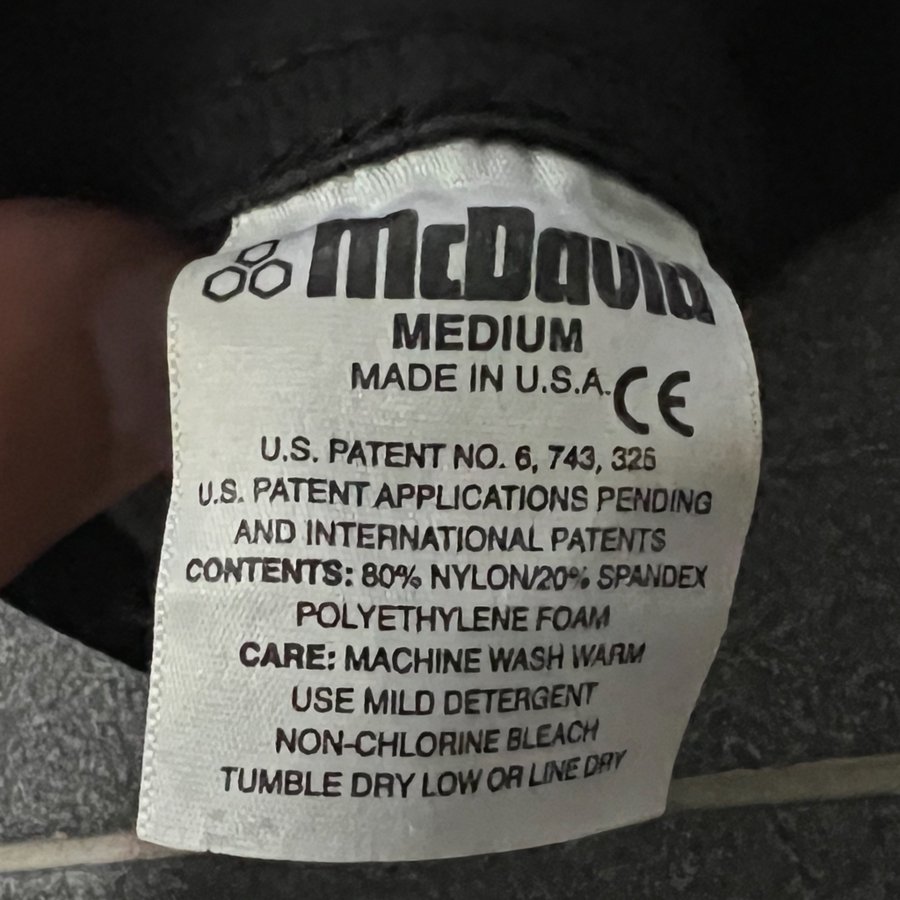 McDavid
MEDIUM
MADE IN U.S.A. CE
U.S. PATENT NO. 6, 743, 325
U.S. PATENT APPLICATIONS PENDING
AND INTERNATIONAL PATENTS
CONTENTS: 80% NYLON/20% SPANDEX
POLYETHYLENE FOAM
CARE: MACHINE WASH WARM
USE MILD DETERGENT
NON-CHLORINE BLEACH
TUMBLE DRY LOW OR LINE DRY